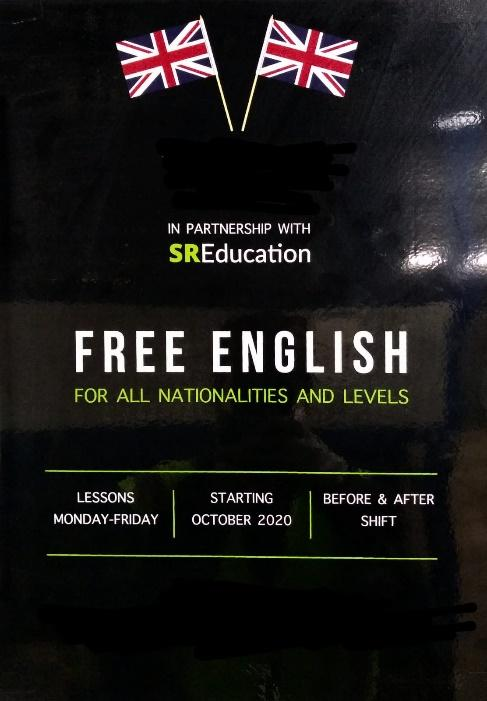 IN PARTNERSHIP WITH
SREducation
FREE ENGLISH
FOR ALL NATIONALITIES AND LEVELS
LESSONS
MONDAY-FRIDAY
STARTING
OCTOBER 2020
BEFORE & AFTER
SHIFT